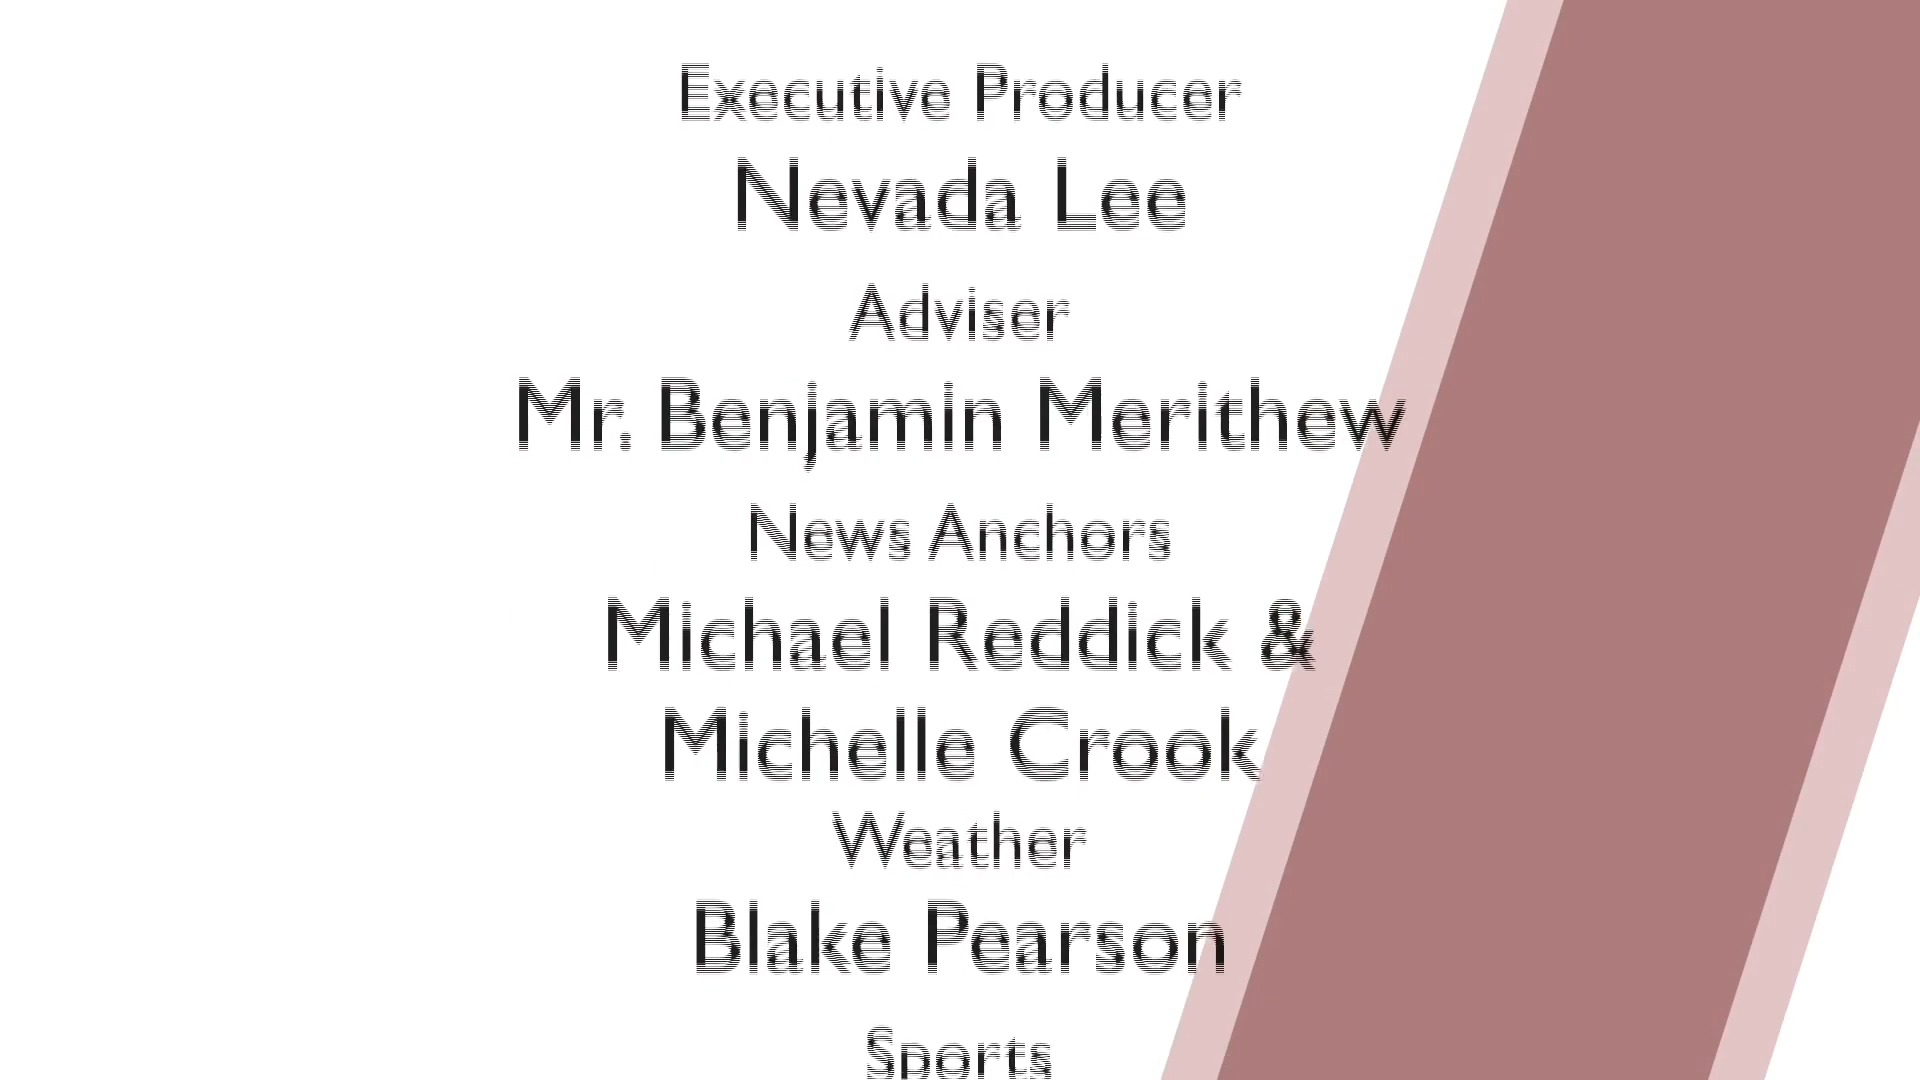 Executive Producer
Nevada Lee
Adviser
Mr. Benjamin Merithew
News Anchors
Michael Reddick &
Michelle Crook
Weather
Blake Pearson
Sports